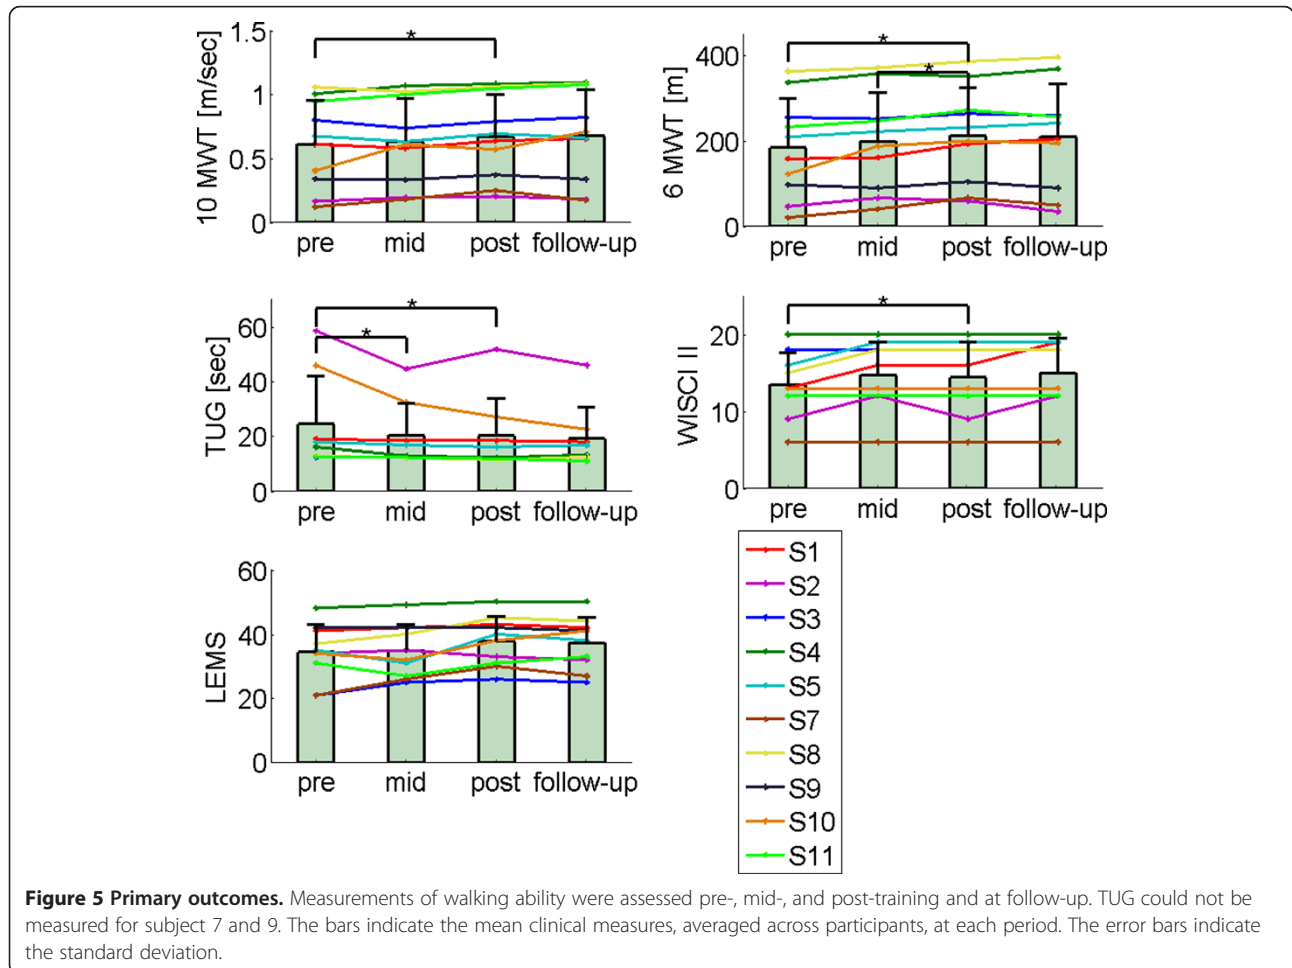 10 MWT [m/sec]
1.5
1
0.5
0
*
pre mid post follow-up
6 MWT [m]
400
200
0
*
*
pre mid post follow-up
TUG [sec]
60
40
20
0
*
*
pre mid post follow-up
WISCI II
20
10
0
*
pre mid post follow-up
LEMS
60
40
20
0
pre mid post follow-up
S1
S2
S3
S4
S5
S7
S8
S9
S10
S11
Figure 5 Primary outcomes. Measurements of walking ability were assessed pre-, mid-, and post-training and at follow-up. TUG could not be
measured for subject 7 and 9. The bars indicate the mean clinical measures, averaged across participants, at each period. The error bars indicate
the standard deviation.